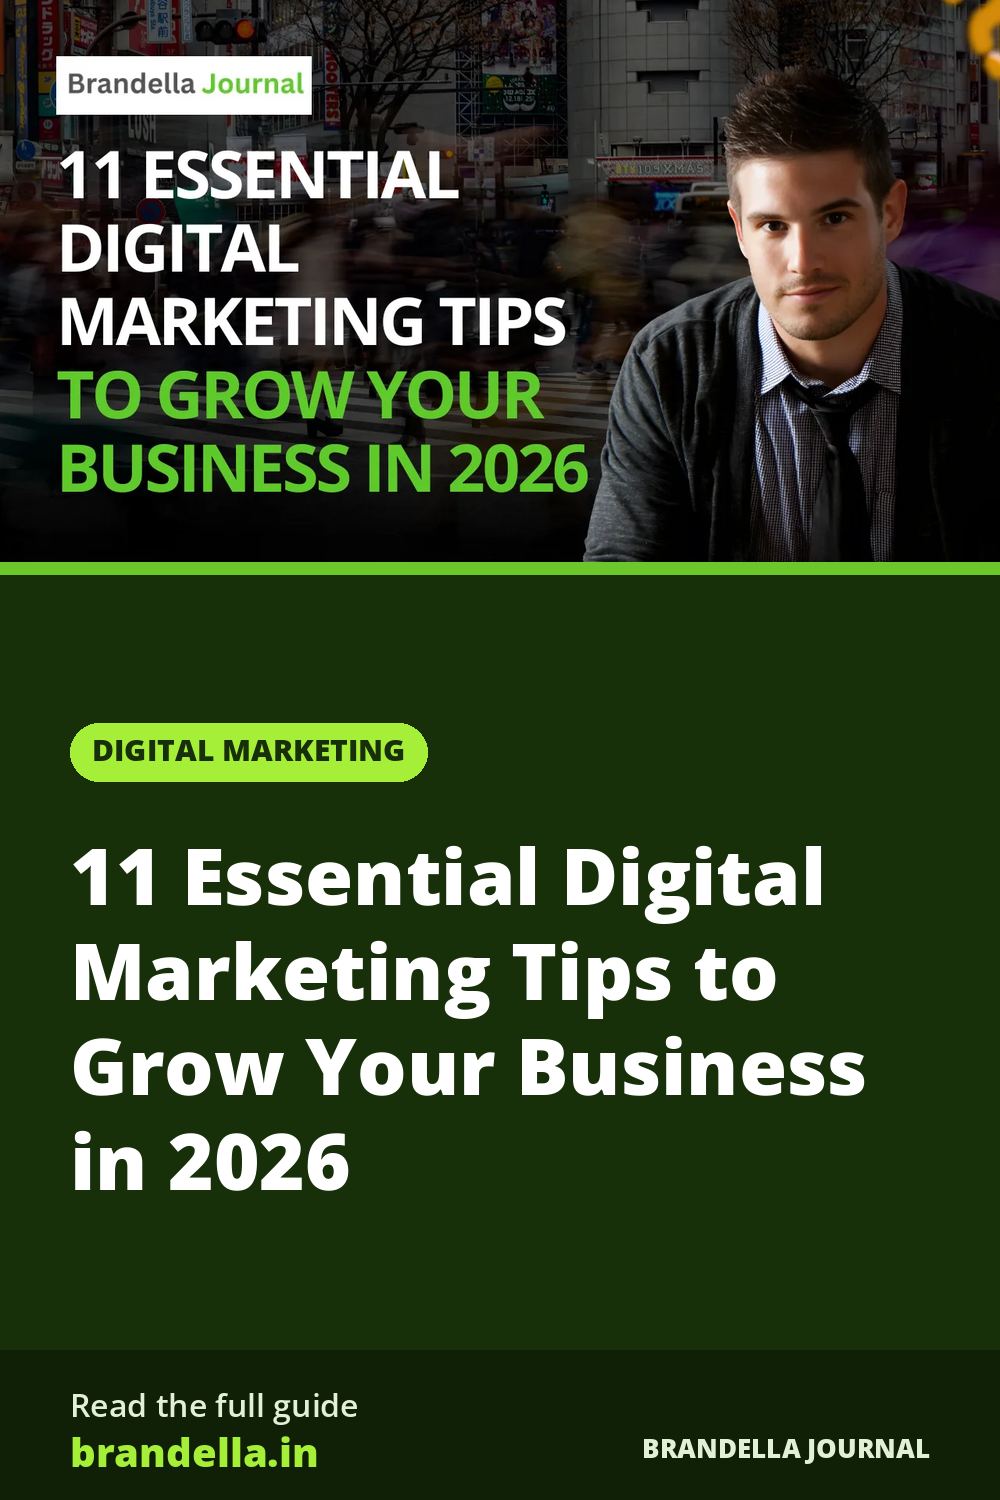 Brandella Journal
11 ESSENTIAL
DIGITAL
MARKETING TIPS
TO GROW YOUR
BUSINESS IN 2026
DIGITAL MARKETING
11 Essential Digital
Marketing Tips to
Grow Your Business
in 2026
Read the full guide
brandella.in
BRANDELLA JOURNAL